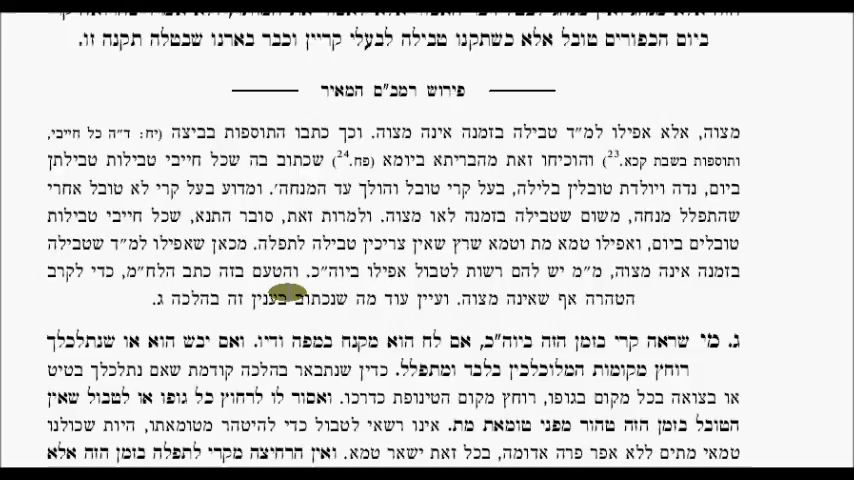 ביום הכפורים טובל אלא כשתקנו טבילה לבעלי קריין וכבר בארנו שבטלה תקנה זו.
פירוש רמב"ם המאיר
מצוה, אלא אפילו למ"ד טבילה בזמנה אינה מצוה. וכך כתבו התוספות בביצה (יח: ד"ה כל חייבי,
ותוספות בשבת קכא.23) והוכיחו זאת מהברייתא ביומא (פח.24) שכתוב בה שכל חייבי טבילות טבילתן
ביום, נדה ויולדת טובלין בלילה, בעל קרי טובל והולך עד המנחה'. ומדוע בעל קרי לא טובל אחרי
שהתפלל מנחה, משום שטבילה בזמנה לאו מצוה. ולמרות זאת, סובר התנא, שכל חייבי טבילות
טובלים ביום, ואפילו טמא מת וטמא שרץ שאין צריכין טבילה לתפלה. מכאן שאפילו למ"ד שטבילה
בזמנה אינה מצוה, מ"מ יש להם רשות לטבול אפילו ביוה"כ. והטעם בזה כתב הלח"מ, כדי לקרב
הטהרה אף שאינה מצוה. ועיין עוד מה שנכתוב בענין זה בהלכה ג.
ג. מי שראה קרי בזמן הזה ביוה"כ, אם לח הוא מקנח במפה ודיו. ואם יבש הוא או שנתלכלך
רוחץ מקומות המלוכלכין בלבד ומתפלל. כדין שנתבאר בהלכה קודמת שאם נתלכלך בטיט
או בצואה בכל מקום בגופו, רוחץ מקום הטינופת כדרכו. ואסור לו לרחוץ כל גופו או לטבול שאין
הטובל בזמן הזה טהור מפני טומאת מת. אינו רשאי לטבול כדי להיטהר מטומאתו, היות שכולנו
טמאי מתים ללא אפר פרה אדומה, בכל זאת ישאר טמא. ואין הרחיצה מקרי לתפלה בזמן הזה אלא